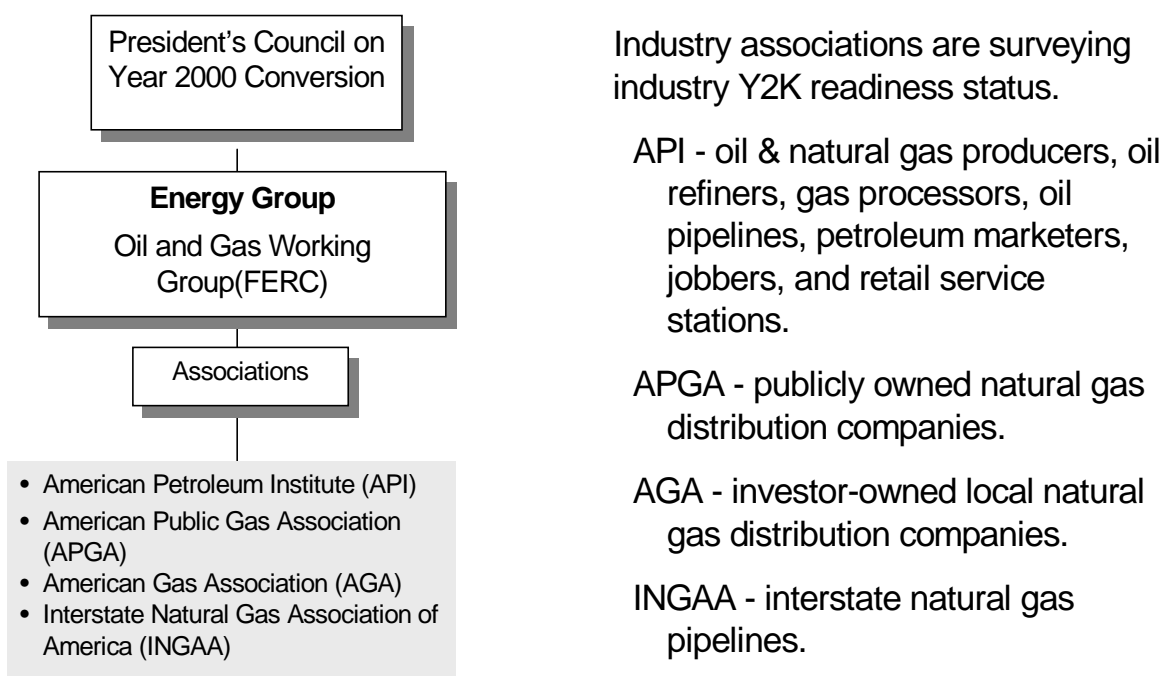 President’s Council on
Year 2000 Conversion
Energy Group
Oil and Gas Working
Group(FERC)
Associations
• American Petroleum Institute (API)
• American Public Gas Association
(APGA)
• American Gas Association (AGA)
• Interstate Natural Gas Association of
America (INGAA)
Industry associations are surveying
industry Y2K readiness status.
API - oil & natural gas producers, oil
refiners, gas processors, oil
pipelines, petroleum marketers,
jobbers, and retail service
stations.
APGA - publicly owned natural gas
distribution companies.
AGA - investor-owned local natural
gas distribution companies.
INGAA - interstate natural gas
pipelines.